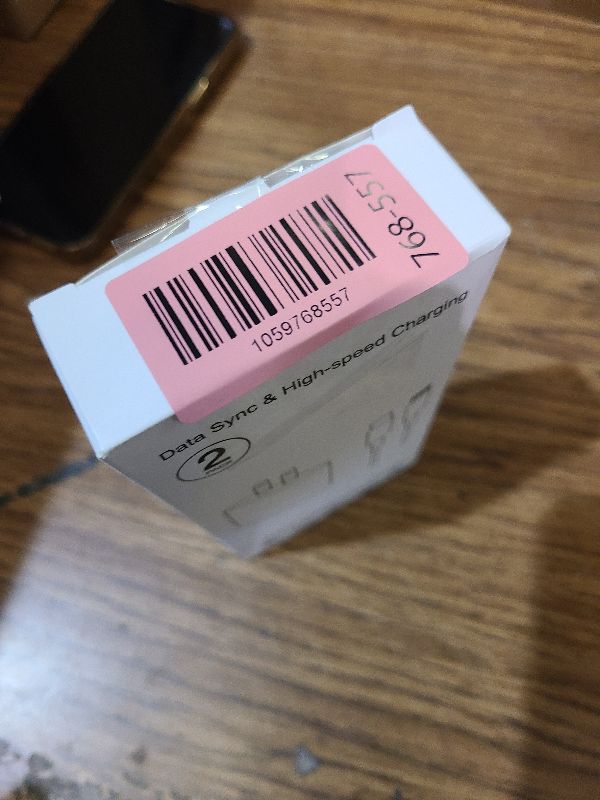 768-557
1059768557
Data Sync & High-speed Charging
2